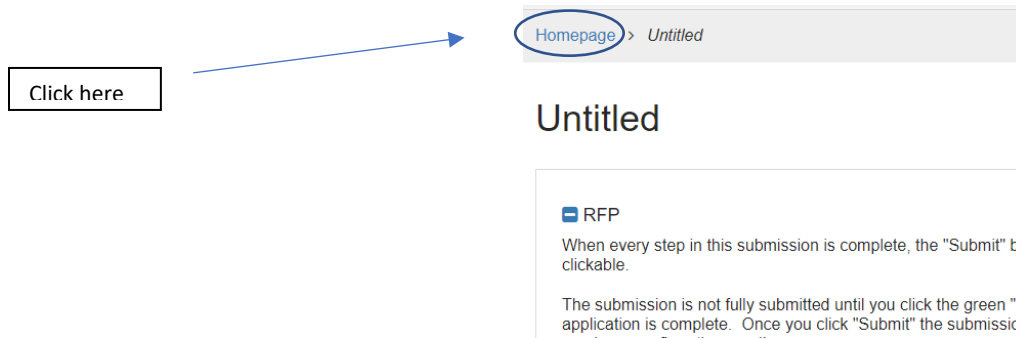 Homepage > Untitled
Click here
Untitled
RFP
When every step in this submission is complete, the "Submit" b
clickable.
The submission is not fully submitted until you click the green "
application is complete. Once you click "Submit" the submissio